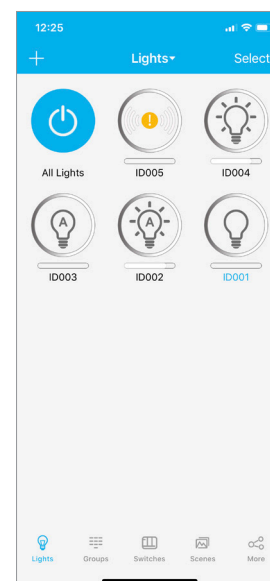 12:25
+ Lights▾ Select
All Lights ID005 ID004
A A
ID003 ID002 ID001
Lights Groups Switches Scenes More